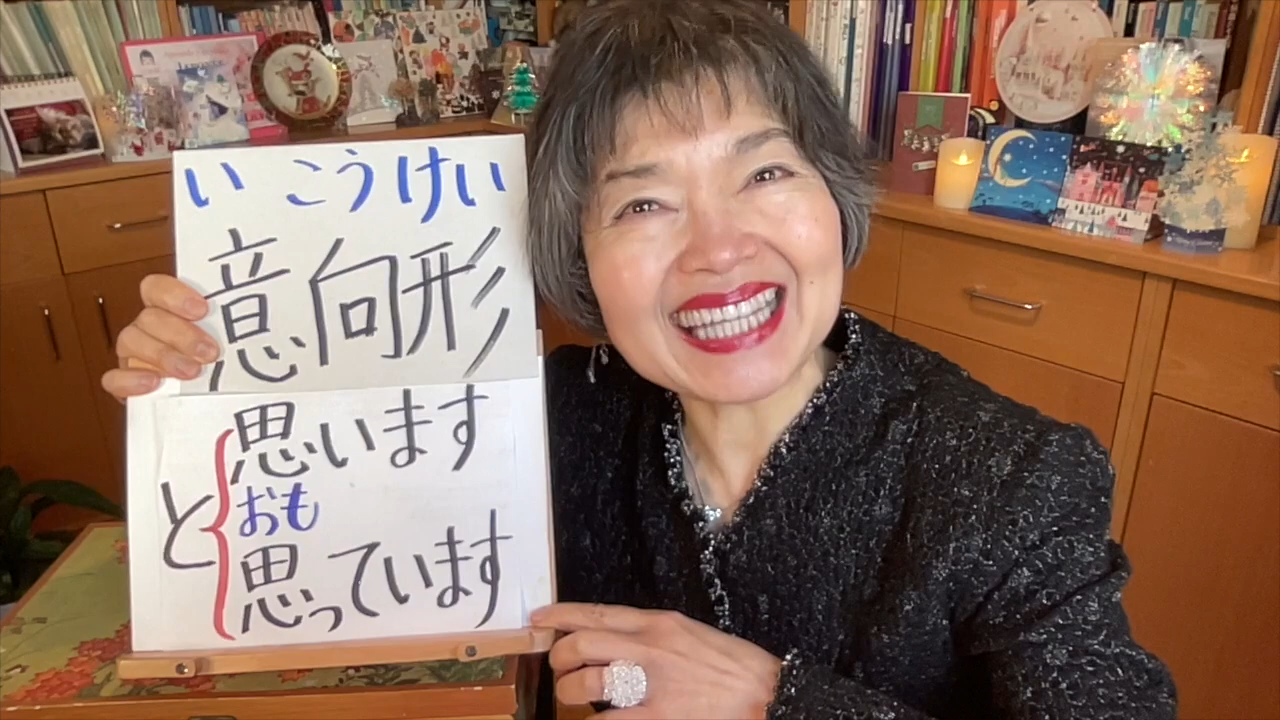 い こうけい
意向形
思います
と
おも
思っています